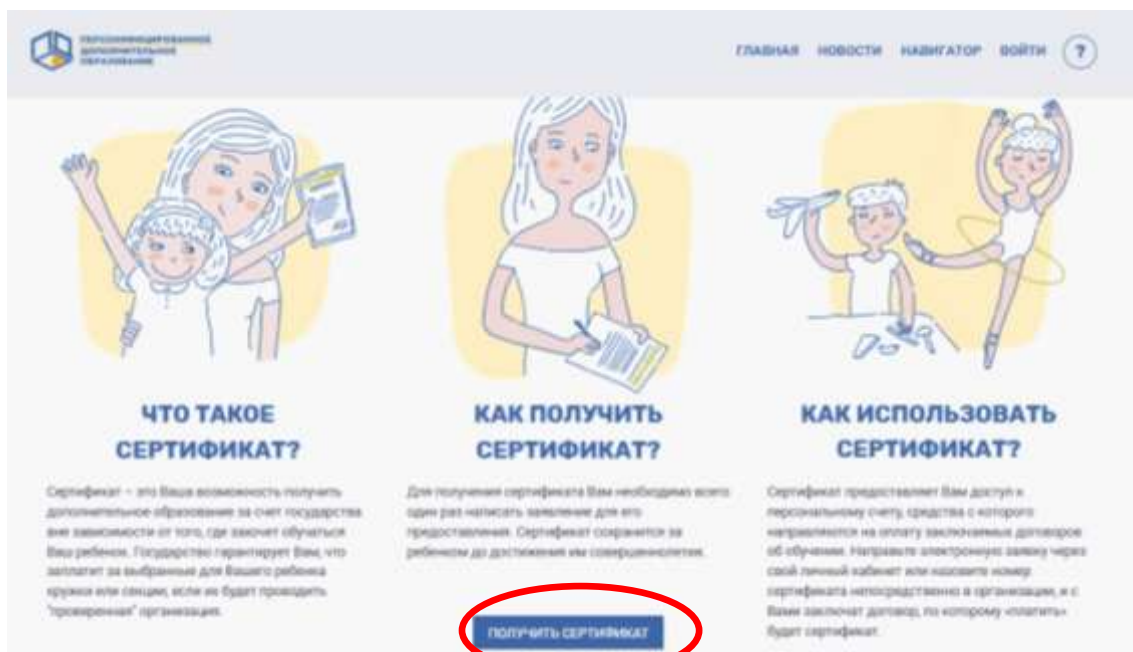 ПЕРСОНИФИЦИРОВАННОЕ
ДОПОЛНИТЕЛЬНОЕ
ОБРАЗОВАНИЕ
ГЛАВНАЯ НОВОСТИ НАВИГАТОР ВОЙТИ ?
ЧТО ТАКОЕ
СЕРТИФИКАТ?
Сертификат – это Ваша возможность получить
дополнительное образование за счет государства
вне зависимости от того, где захочет обучаться
Ваш ребенок. Государство гарантирует Вам, что
заплатит за выбранные для Вашего ребенка
кружки или секции, если их будет проводить
"проверенная" организация.
КАК ПОЛУЧИТЬ
СЕРТИФИКАТ?
Для получения сертификата Вам необходимо всего
один раз написать заявление для его
предоставления. Сертификат сохранится за
ребенком до достижения им совершеннолетия.
ПОЛУЧИТЬ СЕРТИФИКАТ
КАК ИСПОЛЬЗОВАТЬ
СЕРТИФИКАТ?
Сертификат предоставляет Вам доступ к
персональному счету, средства с которого
направляются на оплату заключаемых договоров
об обучении. Направьте электронную заявку через
свой личный кабинет или назовите номер
сертификата непосредственно в организации, и с
Вами заключат договор, по которому «платить»
будет сертификат.